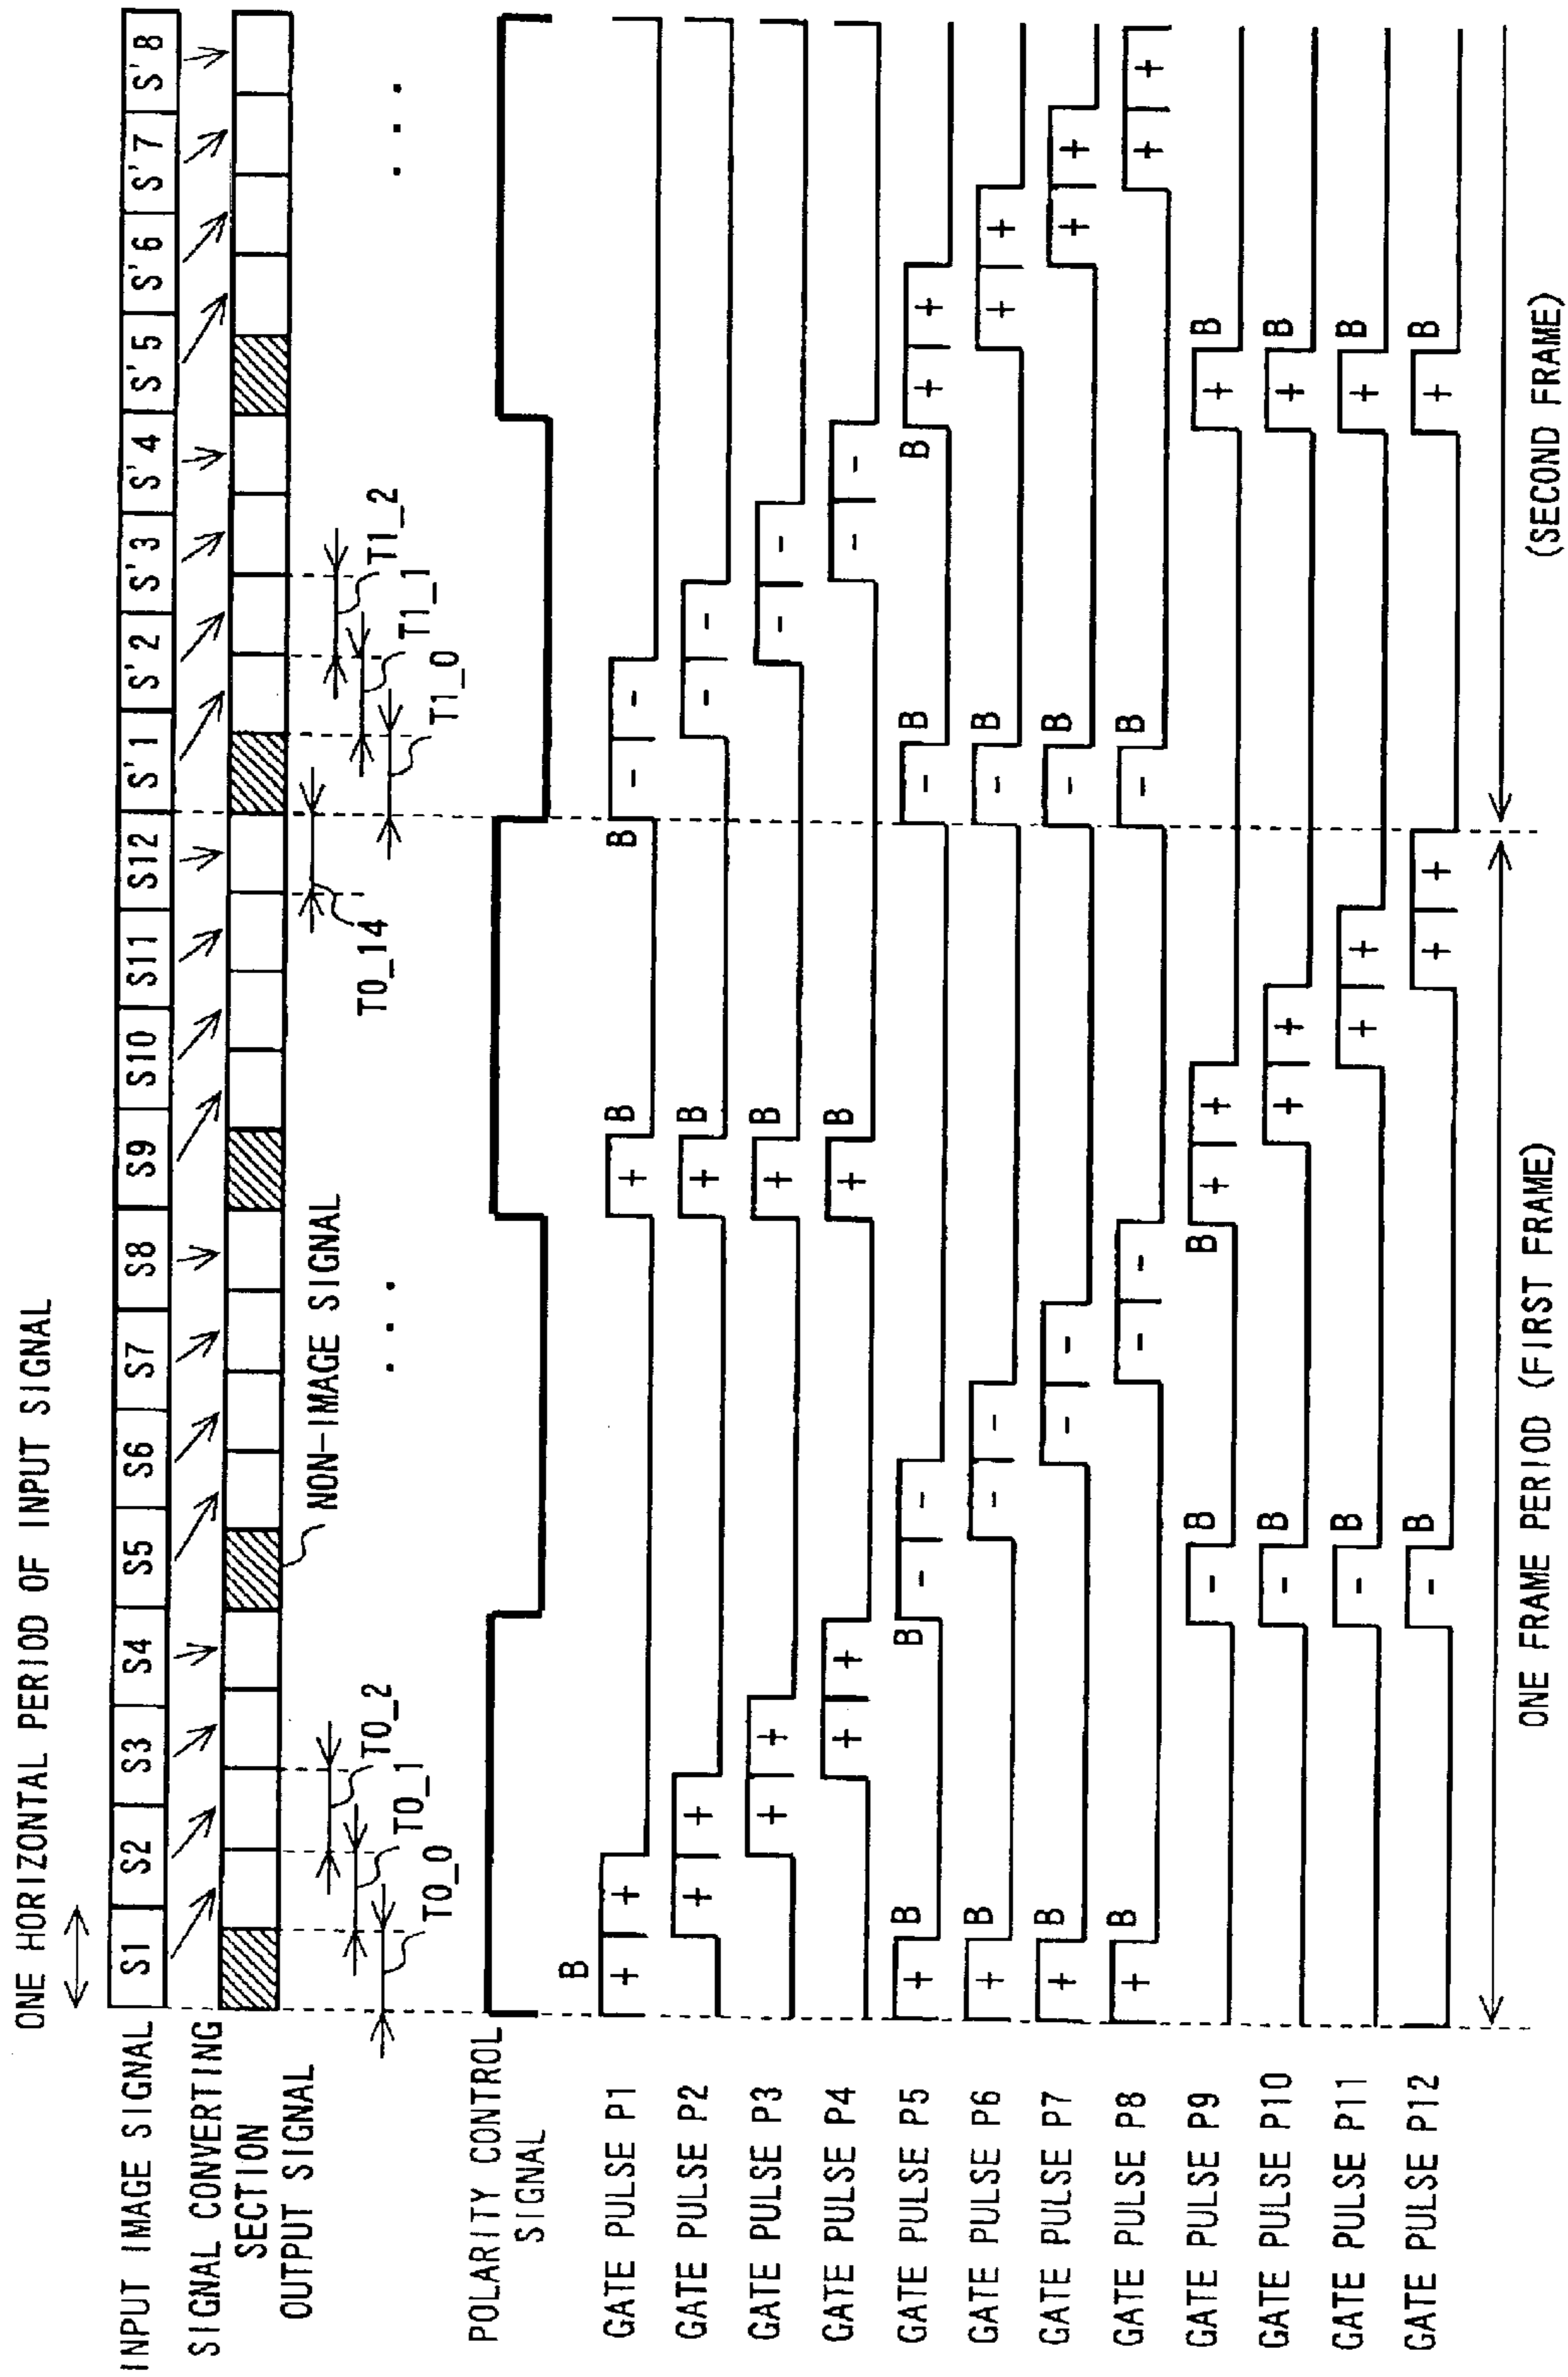 ONE HORIZONTAL PERIOD OF INPUT SIGNAL
INPUT IMAGE SIGNAL S1 S2 S3 S4 S5 S6 S7 S8 S9 S10 S11 S12 S'1 S'2 S'3 S'4 S'5 S'6 S'7 S'8
SIGNAL CONVERTING
SECTION
OUTPUT SIGNAL
NON-IMAGE SIGNAL
T0_0
T0_1
T0_2
T0_14
T1_0
T1_1
T1_2
. . .
. . .
POLARITY CONTROL
SIGNAL
GATE PULSE P1 B + + + B B - -
GATE PULSE P2 + + + B - -
GATE PULSE P3 + + + B - -
GATE PULSE P4 + + + B - -
GATE PULSE P5 + B B - - - B B + +
GATE PULSE P6 + B - - - B + +
GATE PULSE P7 + B - - - B + +
GATE PULSE P8 + B - - - B + +
GATE PULSE P9 - B B + + + B
GATE PULSE P10 - B + + + B
GATE PULSE P11 - B + + + B
GATE PULSE P12 - B + + + B
ONE FRAME PERIOD (FIRST FRAME)
(SECOND FRAME)